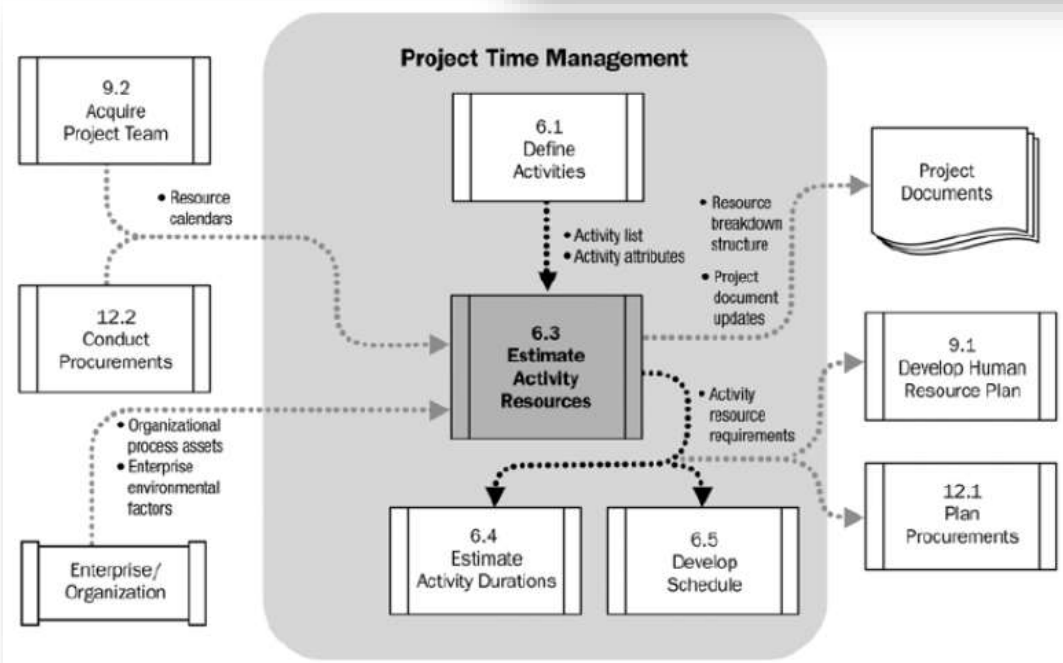 Project Time Management
9.2
Acquire
Project Team
6.1
Define
Activities
Project
Documents
• Resource
calendars
• Resource
breakdown
structure
• Activity list
• Activity attributes
• Project
document
updates
12.2
Conduct
Procurements
6.3
Estimate
Activity
Resources
9.1
Develop Human
Resource Plan
• Activity
resource
requirements
• Organizational
process assets
• Enterprise
environmental
factors
12.1
Plan
Procurements
6.4
Estimate
Activity Durations
6.5
Develop
Schedule
Enterprise/
Organization